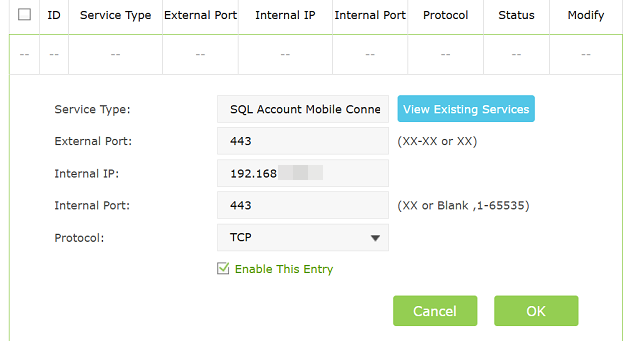 ID Service Type External Port Internal IP Internal Port Protocol Status Modify
-- -- -- -- -- -- -- -- --
Service Type: SQL Account Mobile Conne View Existing Services
External Port: 443 (XX-XX or XX)
Internal IP: 192.168
Internal Port: 443 (XX or Blank ,1-65535)
Protocol: TCP
Enable This Entry
Cancel OK